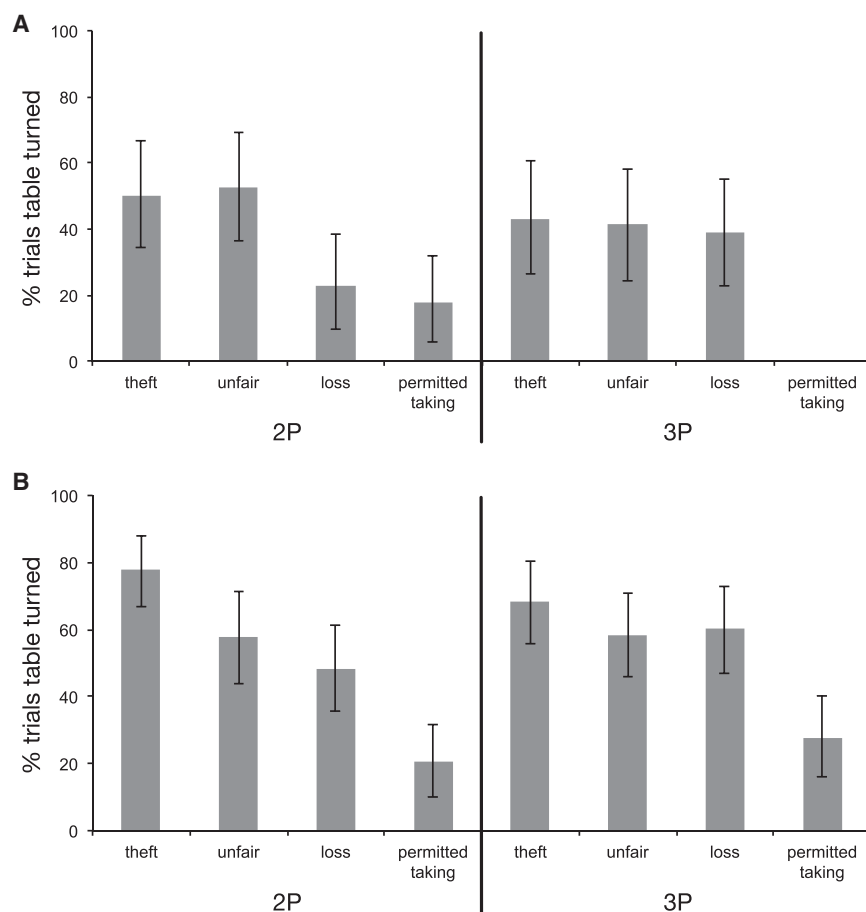 A
% trials table turned
100
80
60
40
20
0
theft unfair loss permitted taking theft unfair loss permitted taking
2P 3P
B
% trials table turned
100
80
60
40
20
0
theft unfair loss permitted taking theft unfair loss permitted taking
2P 3P